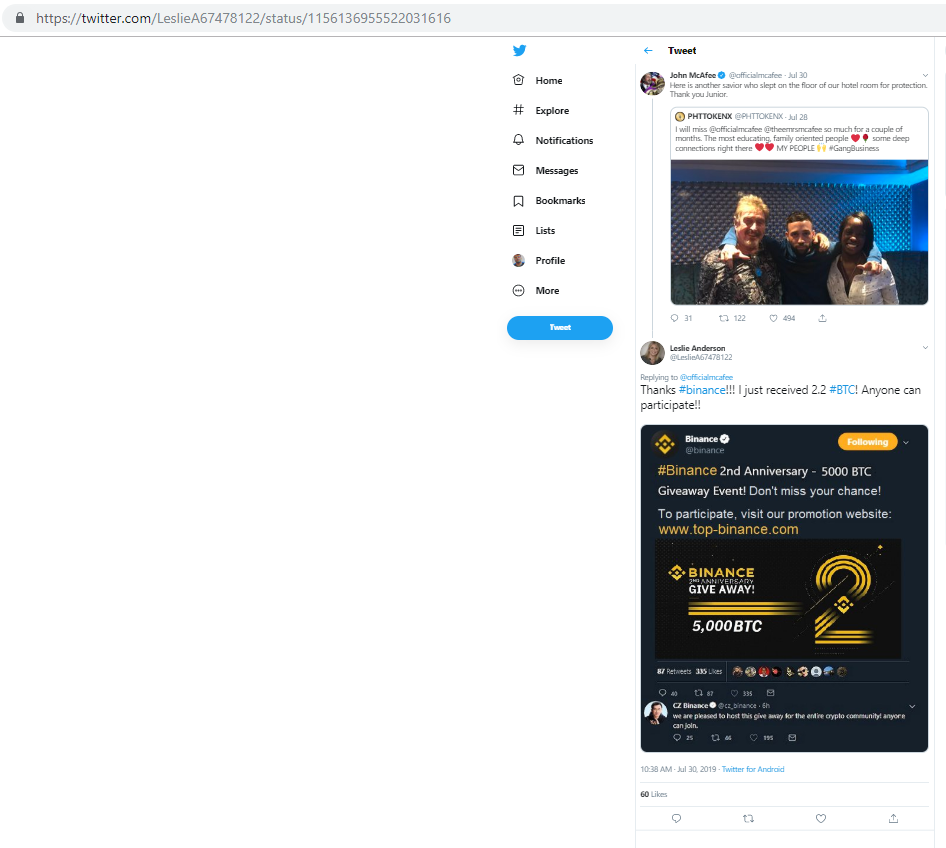 https://twitter.com/LeslieA67478122/status/1156136955522031616
Home
Explore
Notifications
Messages
Bookmarks
Lists
Profile
More
Tweet
Tweet
John McAfee @officialmcafee · Jul 30
Here is another savior who slept on the floor of our hotel room for protection.
Thank you Junior.
PHTTOKENX @PHTTOKENX · Jul 28
I will miss @officialmcafee @theemrsmcafee so much for a couple of
months. The most educating, family oriented people ❤️🌹 some deep
connections right there ❤️❤️ MY PEOPLE 🙌 #GangBusiness
31 122 494
Leslie Anderson
@LeslieA67478122
Replying to @officialmcafee
Thanks #binance!!! I just received 2.2 #BTC! Anyone can
participate!!
Binance
@binance
Following
#Binance 2nd Anniversary - 5000 BTC
Giveaway Event! Don't miss your chance!
To participate, visit our promotion website:
www.top-binance.com
BINANCE
2ND ANNIVERSARY
GIVE AWAY!
5,000 BTC
2
87 Retweets 335 Likes
40 87 335
CZ Binance @cz_binance · 6h
we are pleased to host this give away for the entire crypto community! anyone
can join.
25 46 195
10:38 AM · Jul 30, 2019 · Twitter for Android
60 Likes